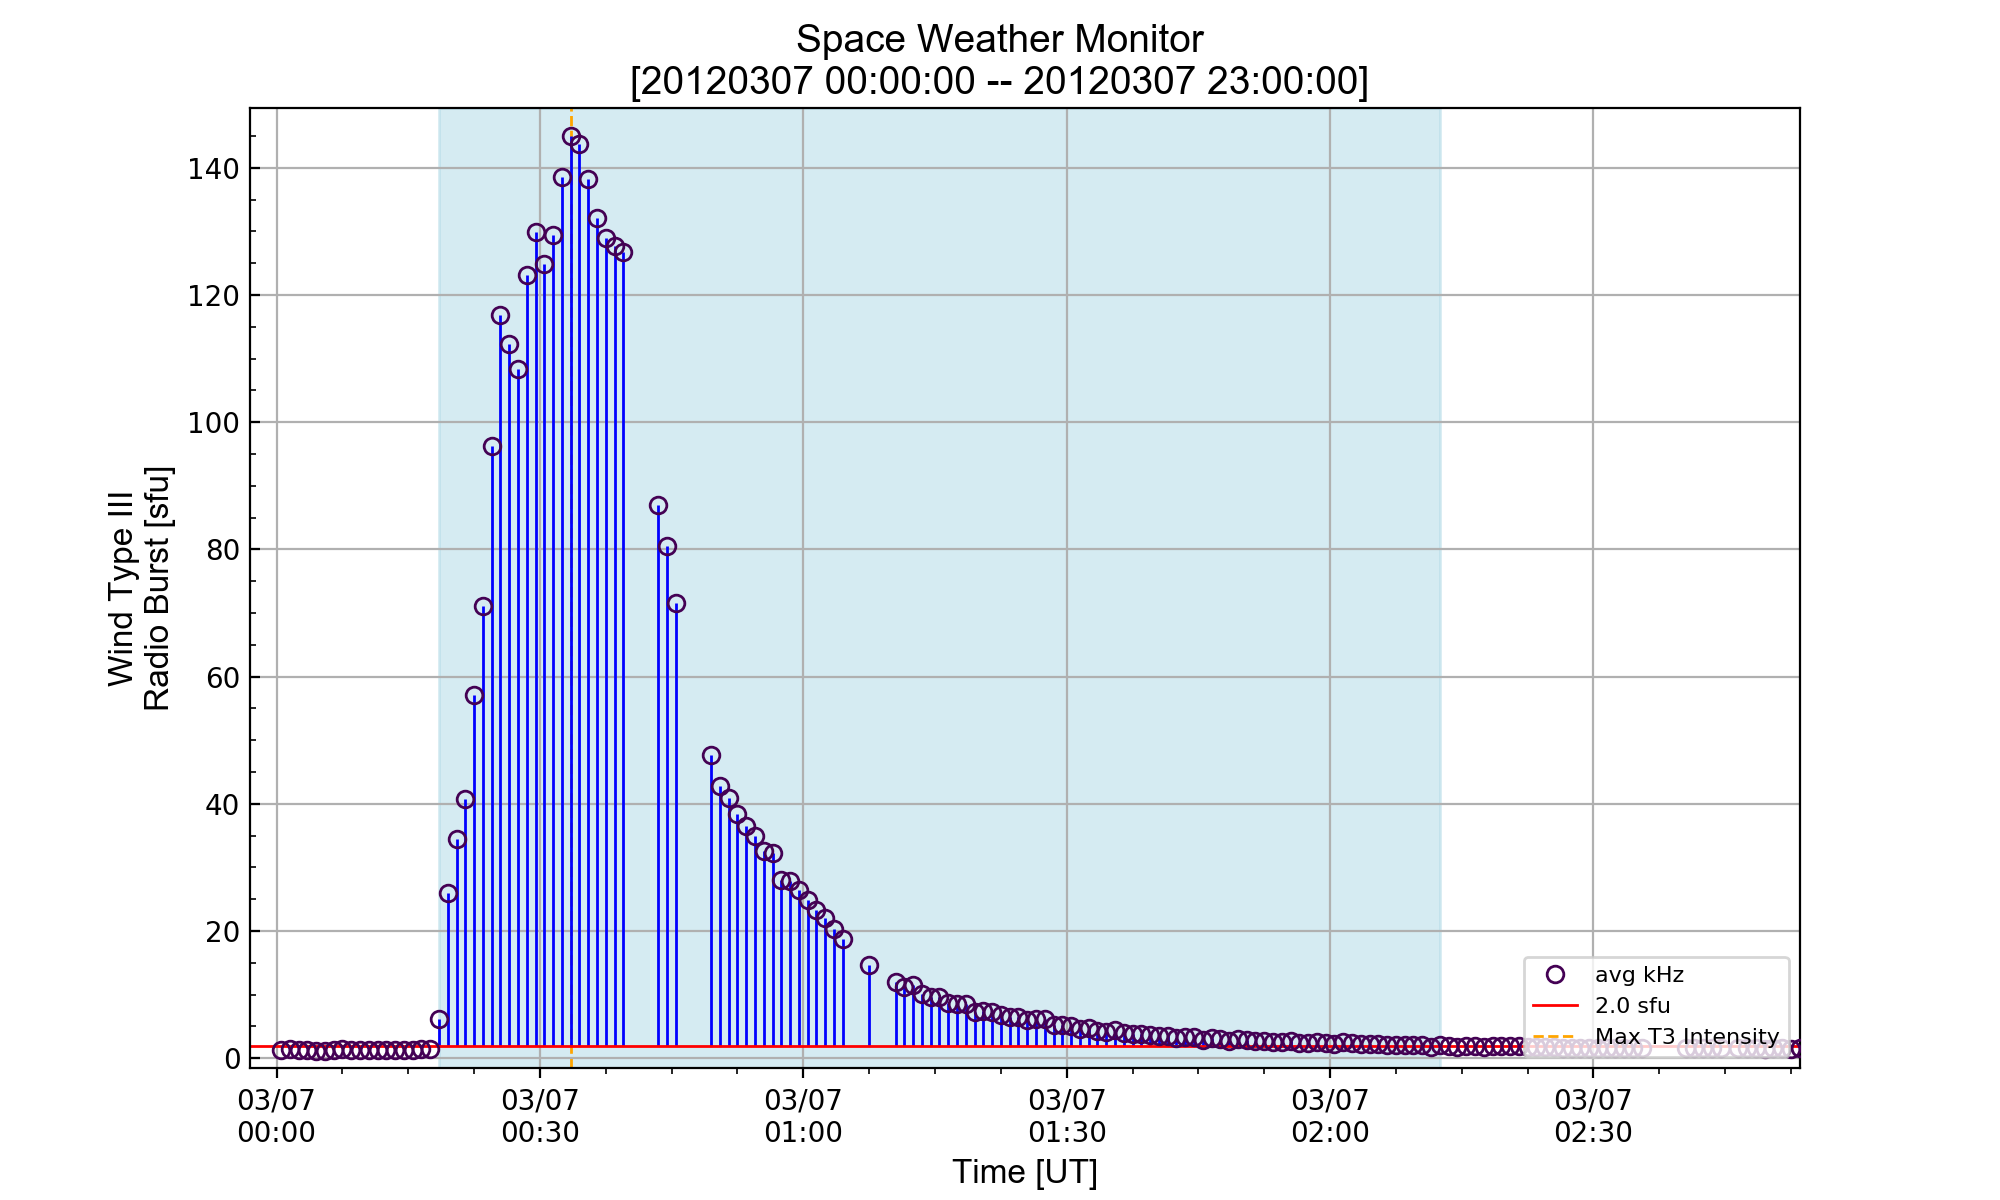 Space Weather Monitor
[20120307 00:00:00 -- 20120307 23:00:00]
Wind Type III
Radio Burst [sfu]
140
120
100
80
60
40
20
0
avg kHz
2.0 sfu
Max T3 Intensity
03/07 03/07 03/07 03/07 03/07 03/07
00:00 00:30 01:00 01:30 02:00 02:30
Time [UT]